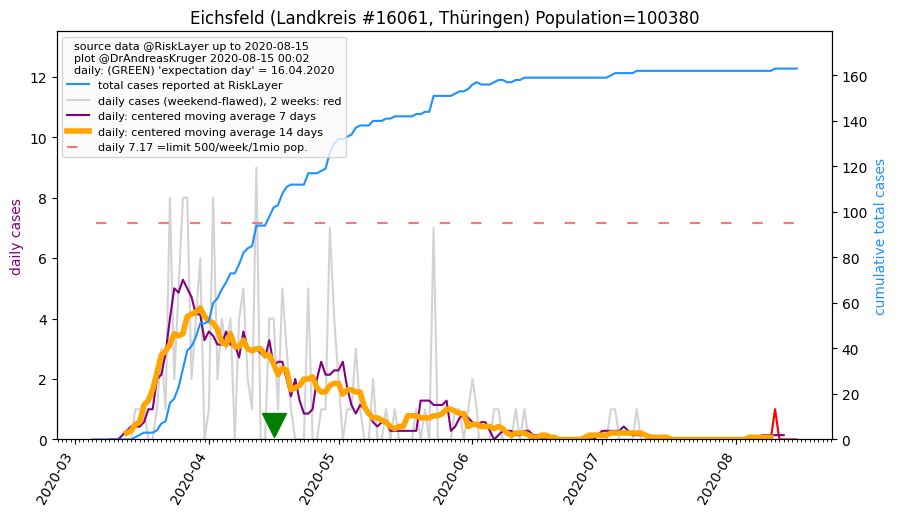 Eichsfeld (Landkreis #16061, Thüringen) Population=100380
source data @RiskLayer up to 2020-08-15
plot @DrAndreasKruger 2020-08-15 00:02
daily: (GREEN) 'expectation day' = 16.04.2020
total cases reported at RiskLayer
daily cases (weekend-flawed), 2 weeks: red
daily: centered moving average 7 days
daily: centered moving average 14 days
daily 7.17 =limit 500/week/1mio pop.
daily cases
12
10
8
6
4
2
0
cumulative total cases
160
140
120
100
80
60
40
20
0
2020-03
2020-04
2020-05
2020-06
2020-07
2020-08